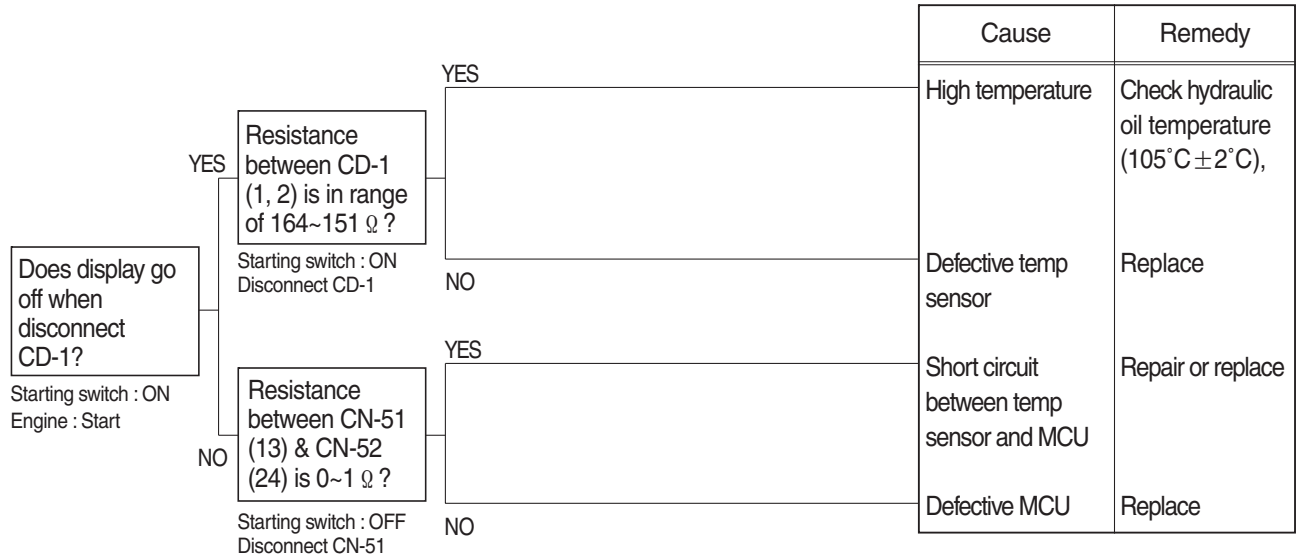 Cause
Remedy
YES
High temperature
Check hydraulic
oil temperature
(105˚C±2˚C),
YES
Resistance
between CD-1
(1, 2) is in range
of 164~151 Ω ?
Starting switch : ON
Disconnect CD-1
NO
Defective temp
sensor
Replace
Does display go
off when
disconnect
CD-1?
Starting switch : ON
Engine : Start
YES
Short circuit
between temp
sensor and MCU
Repair or replace
NO
Resistance
between CN-51
(13) & CN-52
(24) is 0~1 Ω ?
Starting switch : OFF
Disconnect CN-51
NO
Defective MCU
Replace